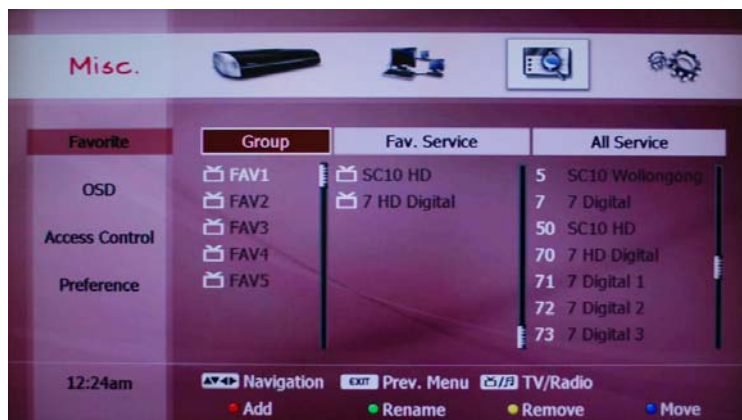 Misc.
Favorite
OSD
Access Control
Preference
12:24am
Group
FAV1
FAV2
FAV3
FAV4
FAV5
Fav. Service
SC10 HD
7 HD Digital
All Service
5 SC10 Wollongong
7 7 Digital
50 SC10 HD
70 7 HD Digital
71 7 Digital 1
72 7 Digital 2
73 7 Digital 3
Navigation EXIT Prev. Menu TV/Radio
Add Rename Remove Move